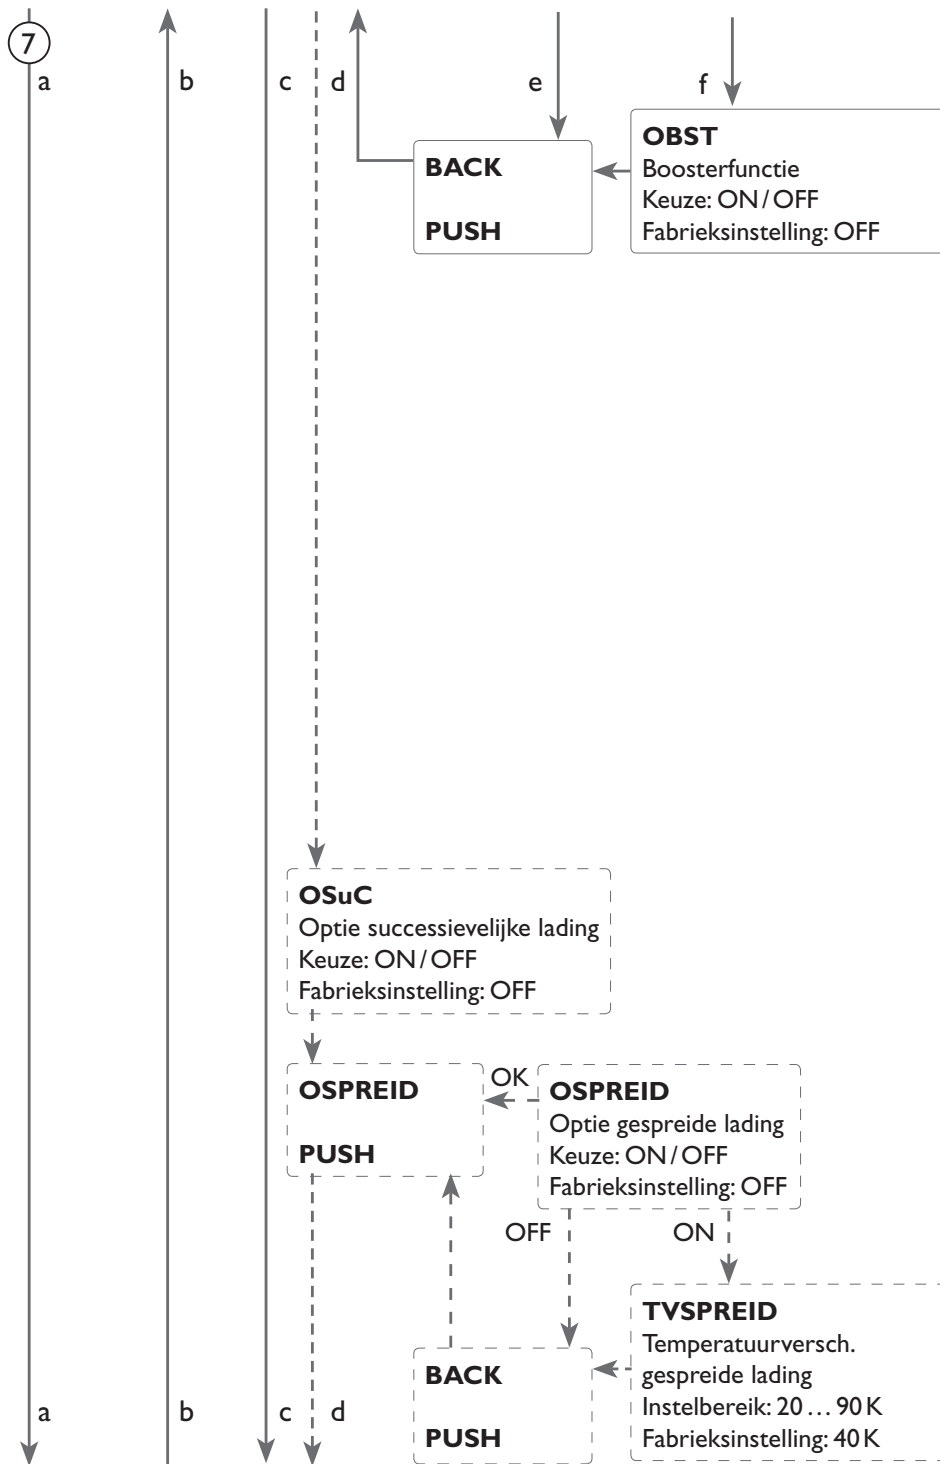 7
a b c d e f
OBST
Boosterfunctie
Keuze: ON / OFF
Fabrieksinstelling: OFF
BACK
PUSH
OSuC
Optie successievelijke lading
Keuze: ON / OFF
Fabrieksinstelling: OFF
OSPREID
PUSH
OK
OSPREID
Optie gespreide lading
Keuze: ON / OFF
Fabrieksinstelling: OFF
OFF ON
TVSPREID
Temperatuurversch.
gespreide lading
Instelbereik: 20 … 90 K
Fabrieksinstelling: 40 K
BACK
PUSH
a b c d